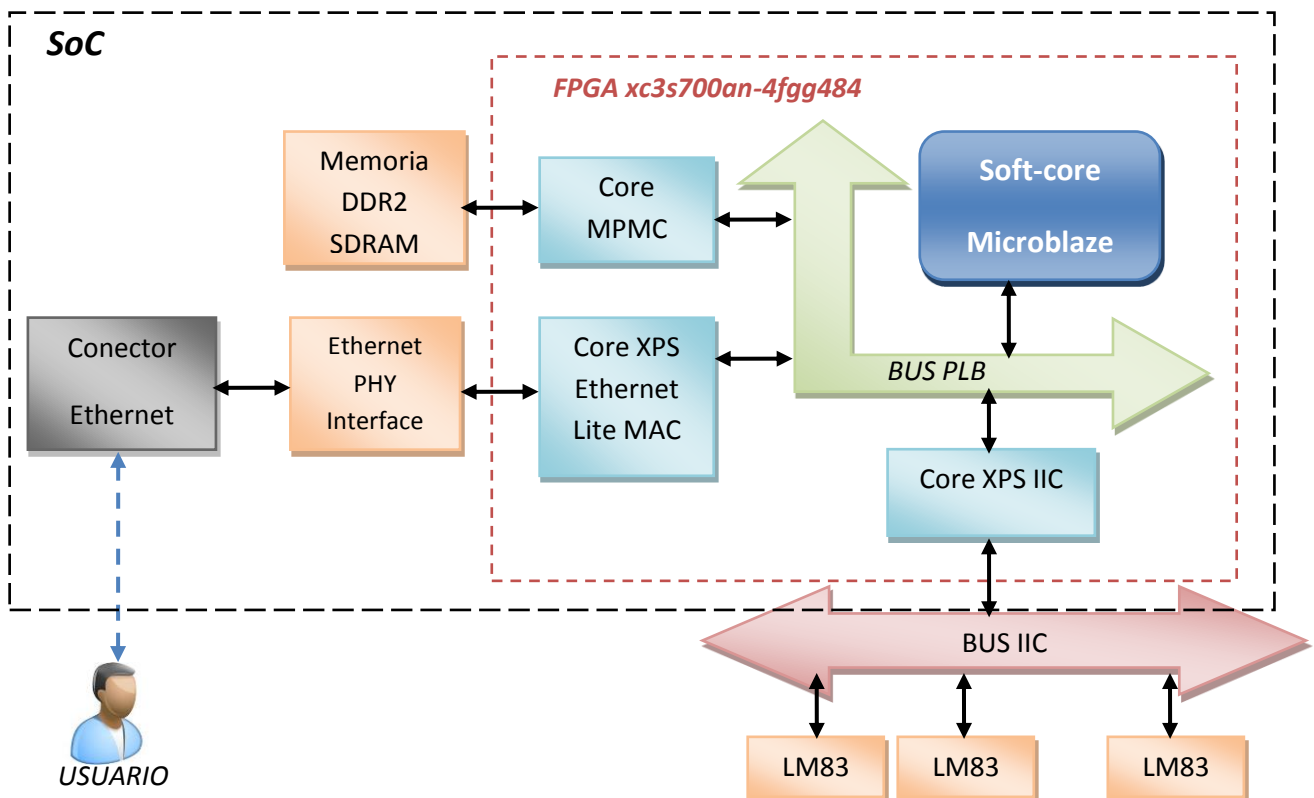 SoC
FPGA xc3s700an-4fgg484
Memoria
DDR2
SDRAM
Core
MPMC
Soft-core
Microblaze
Conector
Ethernet
Ethernet
PHY
Interface
Core XPS
Ethernet
Lite MAC
BUS PLB
Core XPS IIC
BUS IIC
USUARIO
LM83
LM83
LM83